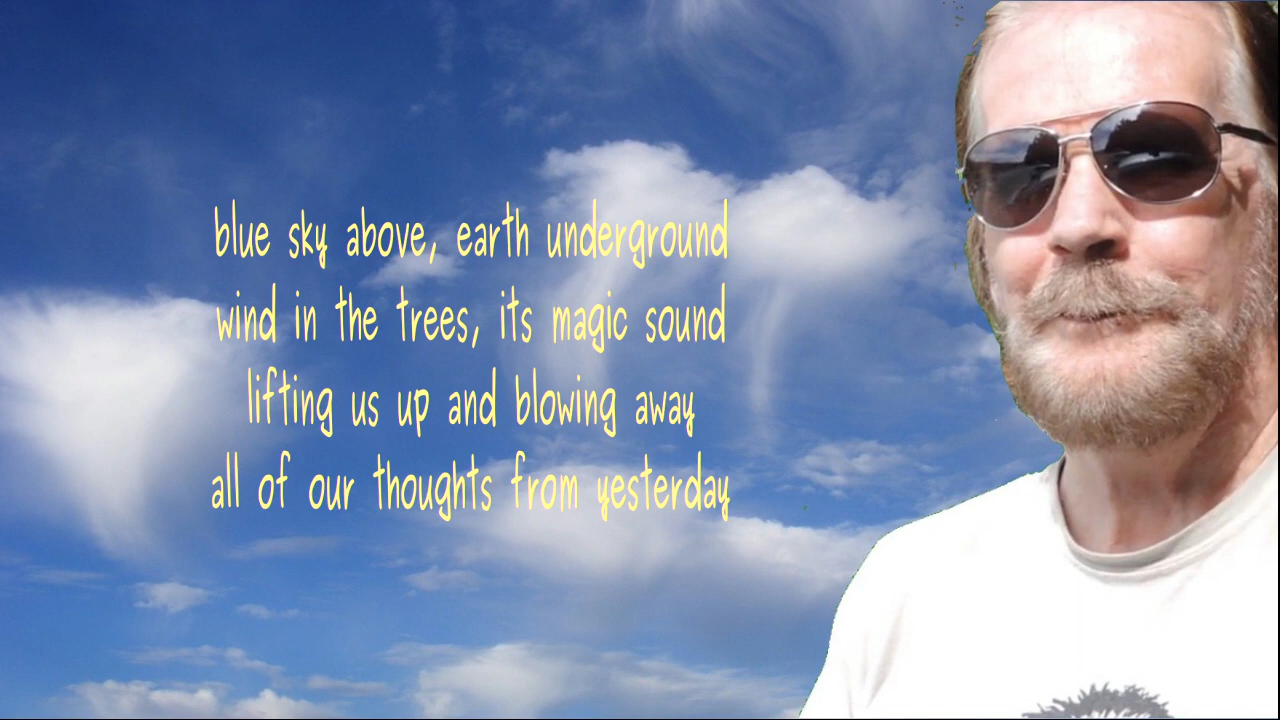 blue sky above, earth underground
wind in the trees, its magic sound
lifting us up and blowing away
all of our thoughts from yesterday